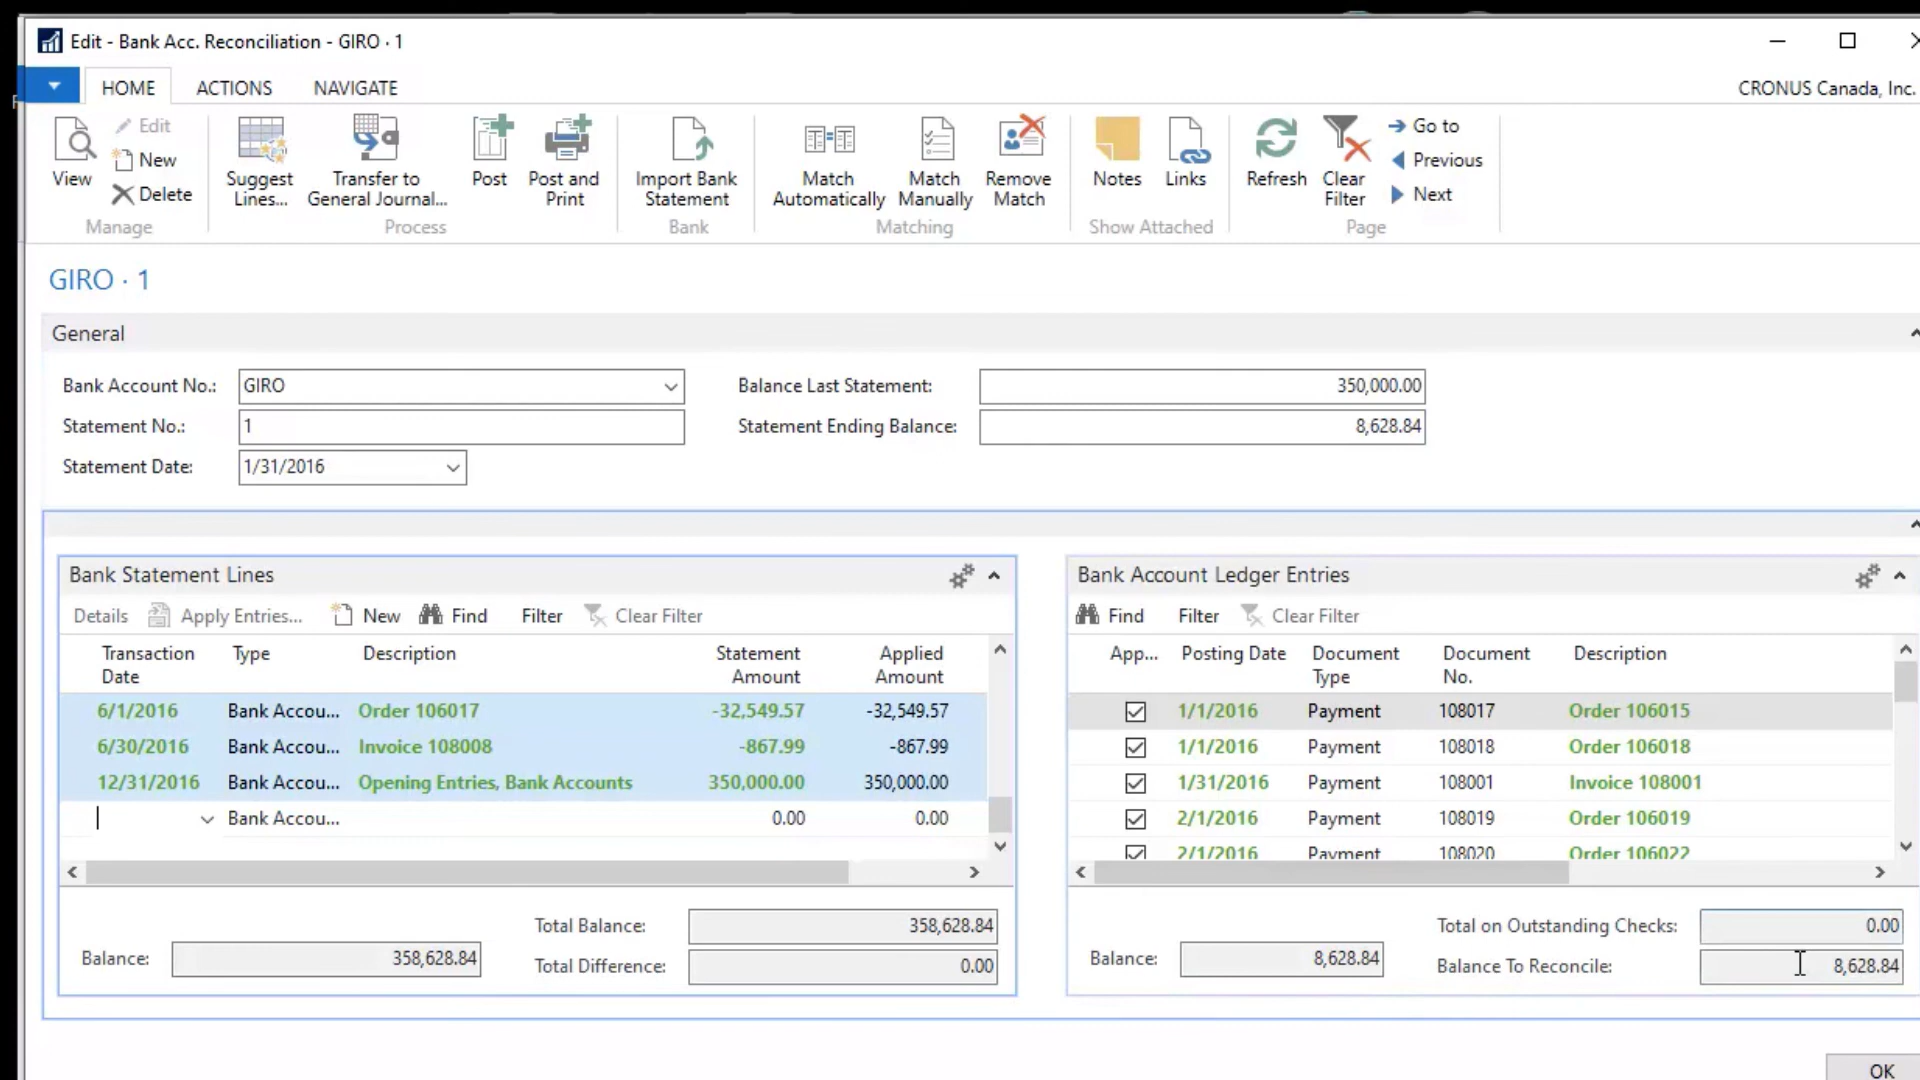 Edit - Bank Acc. Reconciliation - GIRO · 1
HOME ACTIONS NAVIGATE CRONUS Canada, Inc.
View Edit New Delete
Manage
Suggest Lines... Transfer to General Journal... Post Post and Print
Process
Import Bank Statement
Bank
Match Automatically Match Manually Remove Match
Matching
Notes Links
Show Attached
Refresh Clear Filter Go to Previous Next
Page
GIRO · 1
General
Bank Account No.: GIRO Balance Last Statement: 350,000.00
Statement No.: 1 Statement Ending Balance: 8,628.84
Statement Date: 1/31/2016
Bank Statement Lines
Details Apply Entries... New Find Filter Clear Filter
Transaction Date Type Description Statement Amount Applied Amount
6/1/2016 Bank Accou... Order 106017 -32,549.57 -32,549.57
6/30/2016 Bank Accou... Invoice 108008 -867.99 -867.99
12/31/2016 Bank Accou... Opening Entries, Bank Accounts 350,000.00 350,000.00
Bank Accou... 0.00 0.00
Balance: 358,628.84
Total Balance: 358,628.84
Total Difference: 0.00
Bank Account Ledger Entries
Find Filter Clear Filter
App... Posting Date Document Type Document No. Description
1/1/2016 Payment 108017 Order 106015
1/1/2016 Payment 108018 Order 106018
1/31/2016 Payment 108001 Invoice 108001
2/1/2016 Payment 108019 Order 106019
2/1/2016 Payment 108020 Order 106022
Balance: 8,628.84
Total on Outstanding Checks: 0.00
Balance To Reconcile: 8,628.84
OK